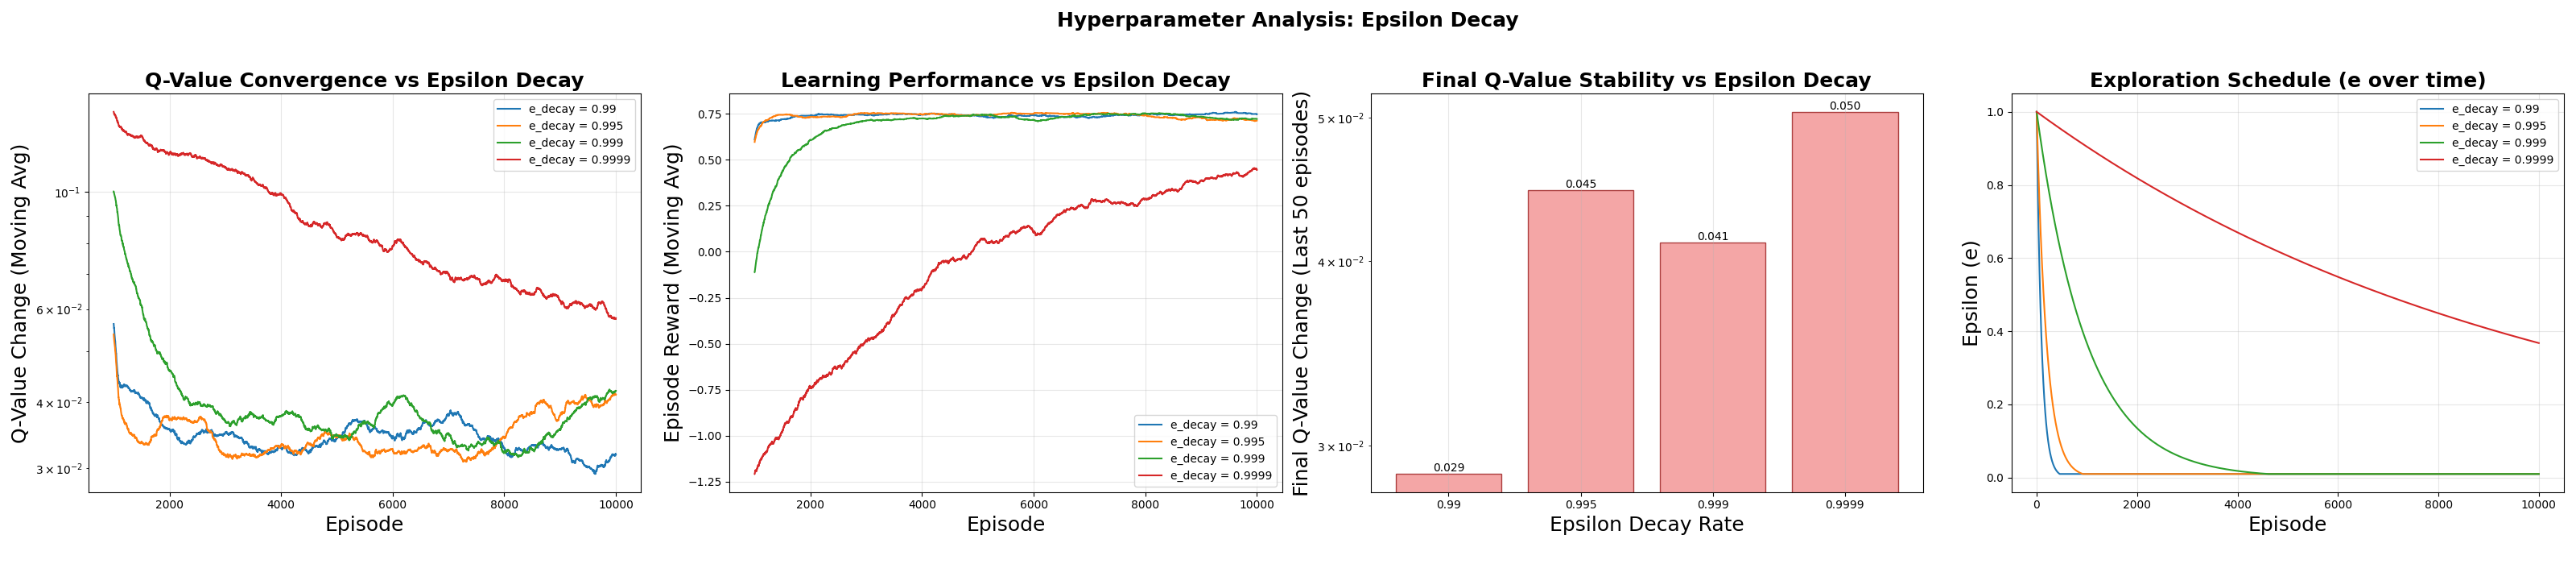 Hyperparameter Analysis: Epsilon Decay
Q-Value Convergence vs Epsilon Decay
Q-Value Change (Moving Avg)
10⁻¹
6 × 10⁻²
4 × 10⁻²
3 × 10⁻²
e_decay = 0.99
e_decay = 0.995
e_decay = 0.999
e_decay = 0.9999
2000 4000 6000 8000 10000
Episode
Learning Performance vs Epsilon Decay
Episode Reward (Moving Avg)
0.75
0.50
0.25
0.00
−0.25
−0.50
−0.75
−1.00
−1.25
e_decay = 0.99
e_decay = 0.995
e_decay = 0.999
e_decay = 0.9999
2000 4000 6000 8000 10000
Episode
Final Q-Value Stability vs Epsilon Decay
Final Q-Value Change (Last 50 episodes)
5 × 10⁻²
4 × 10⁻²
3 × 10⁻²
0.029
0.045
0.041
0.050
0.99 0.995 0.999 0.9999
Epsilon Decay Rate
Exploration Schedule (e over time)
Epsilon (e)
1.0
0.8
0.6
0.4
0.2
0.0
e_decay = 0.99
e_decay = 0.995
e_decay = 0.999
e_decay = 0.9999
0 2000 4000 6000 8000 10000
Episode